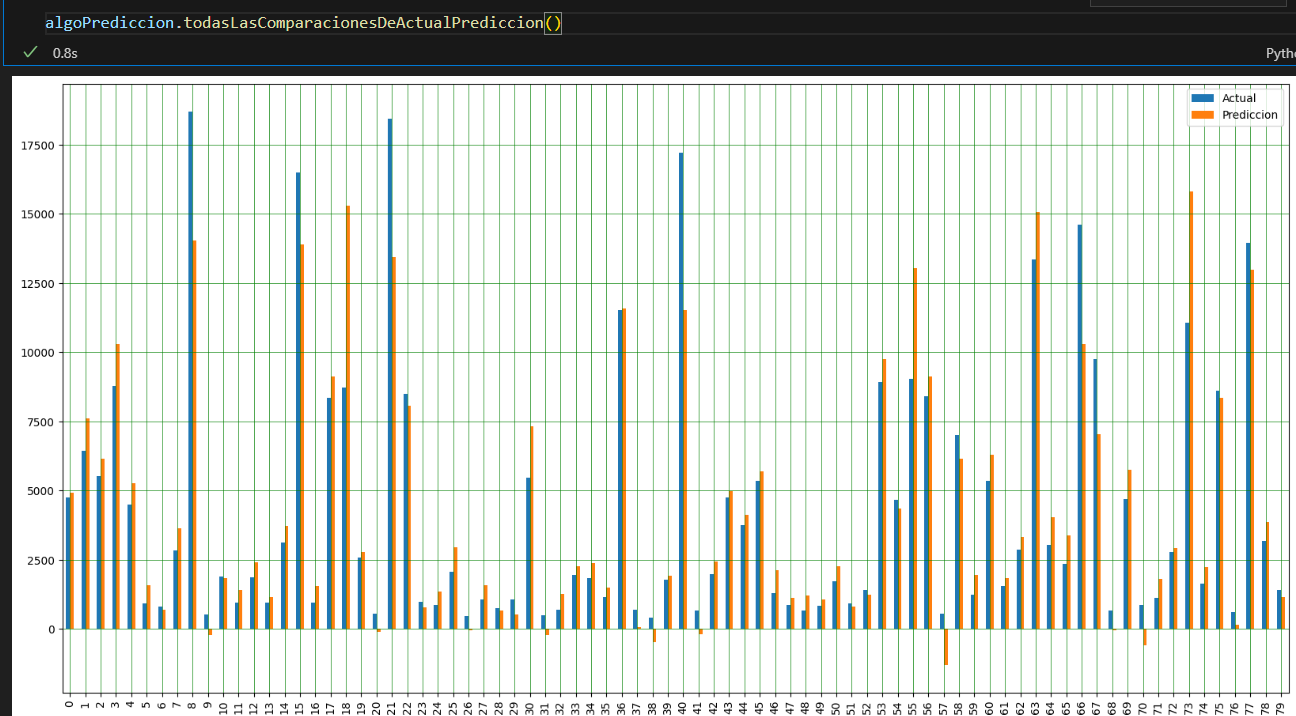 algoPrediccion.todasLasComparacionesDeActualPrediccion()
0.8s
Pyth
Actual
Prediccion
17500
15000
12500
10000
7500
5000
2500
0
0 1 2 3 4 5 6 7 8 9 10 11 12 13 14 15 16 17 18 19 20 21 22 23 24 25 26 27 28 29 30 31 32 33 34 35 36 37 38 39 40 41 42 43 44 45 46 47 48 49 50 51 52 53 54 55 56 57 58 59 60 61 62 63 64 65 66 67 68 69 70 71 72 73 74 75 76 77 78 79